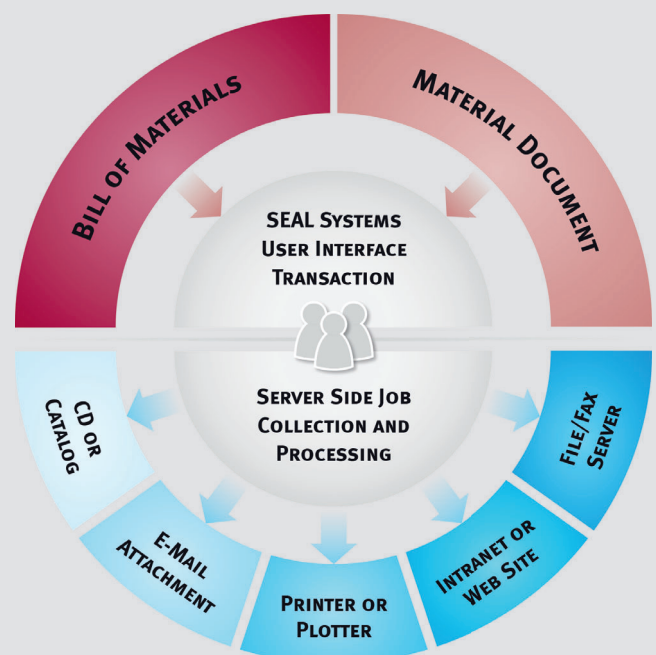 BILL OF MATERIALS
MATERIAL DOCUMENT
SEAL SYSTEMS
USER INTERFACE
TRANSACTION
SERVER SIDE JOB
COLLECTION AND
PROCESSING
CD OR
CATALOG
E-MAIL
ATTACHMENT
PRINTER OR
PLOTTER
INTRANET OR
WEB SITE
FILE/FAX
SERVER